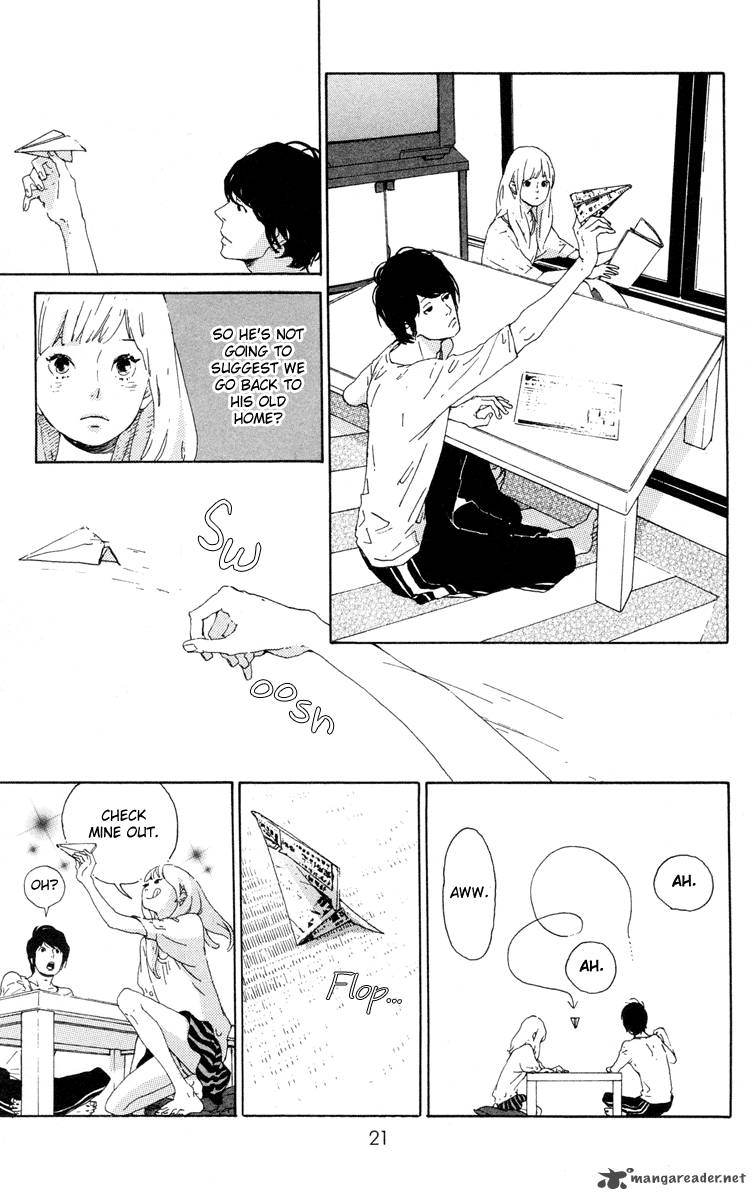 SO HE'S NOT
GOING TO
SUGGEST WE
GO BACK TO
HIS OLD
HOME?
Sw
oosh
CHECK
MINE OUT.
OH?
Flop...
AWW.
AH.
AH.
21
mangareader.net